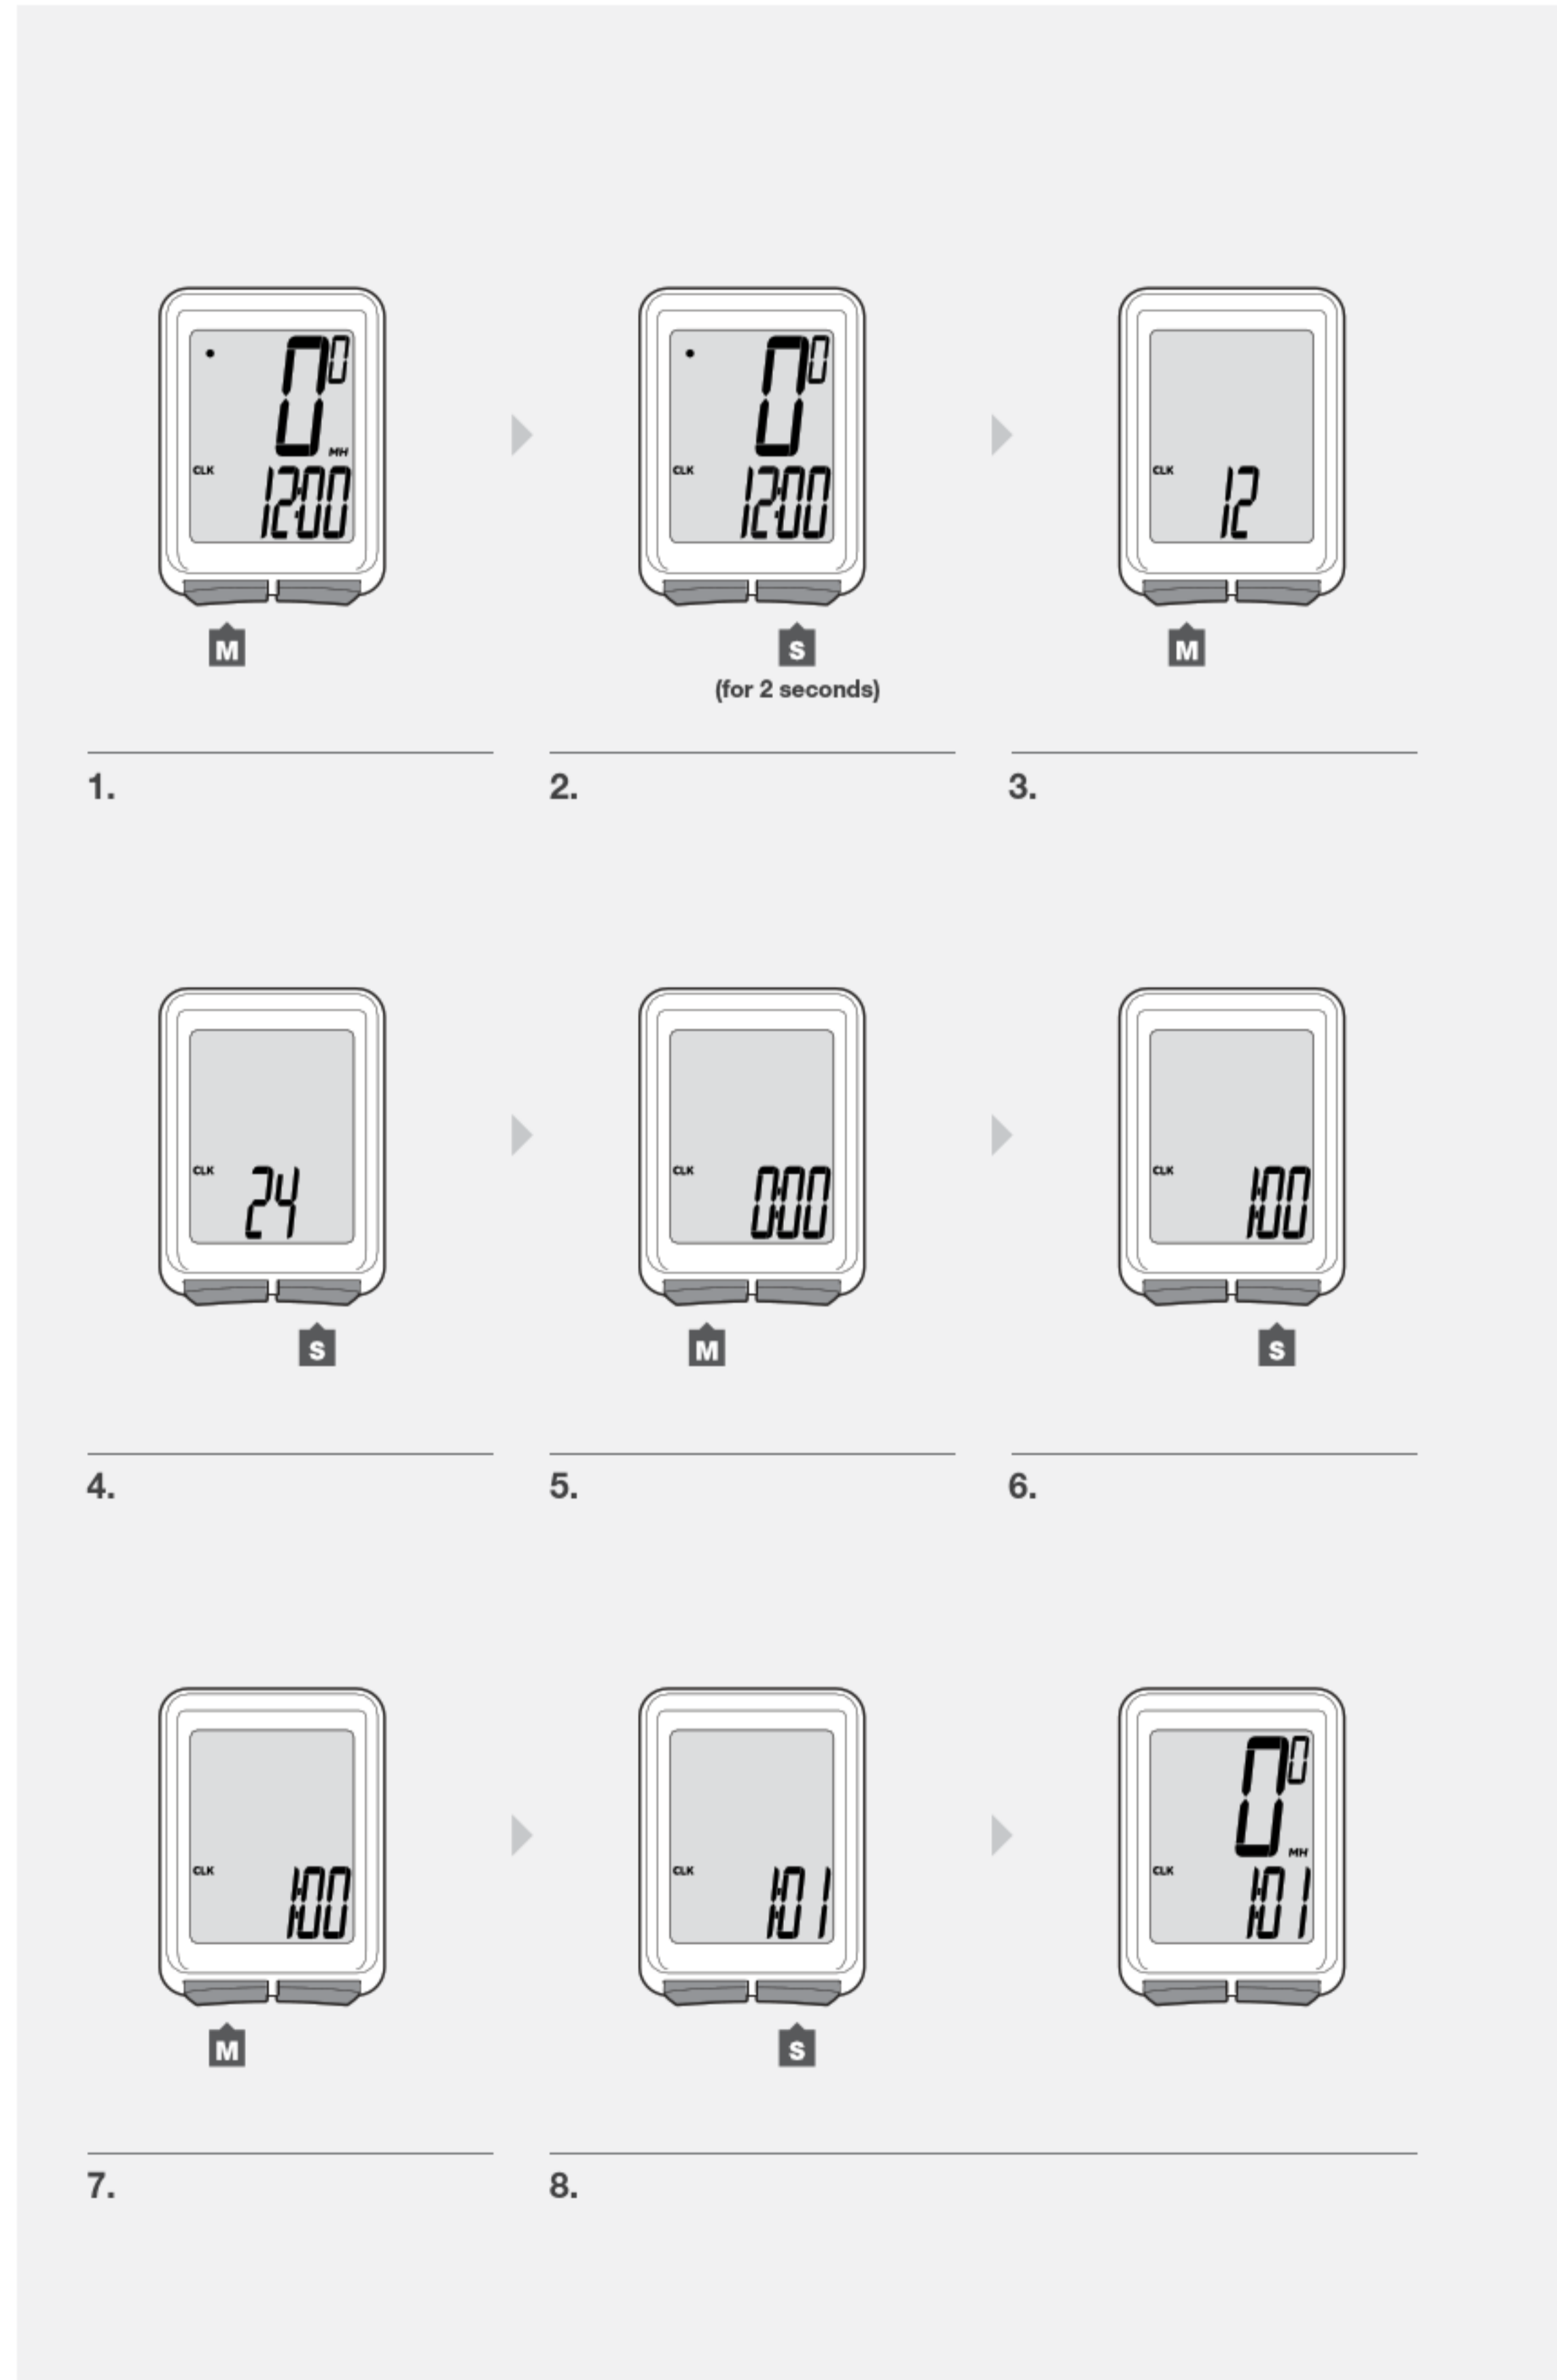 0 0
MH
CLK
12:00
M
0 0
CLK
12:00
S
(for 2 seconds)
CLK
12
M
1.
2.
3.
CLK
24
S
CLK
0:00
M
CLK
1:00
S
4.
5.
6.
CLK
1:00
M
CLK
1:01
S
0 0
MH
CLK
1:01
7.
8.